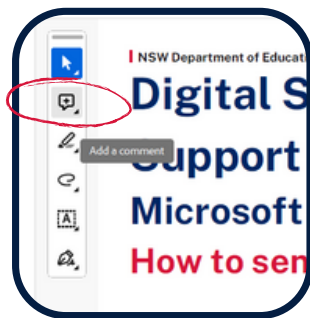 NSW Department of Educati
Digital S
Add a comment
Support
Microsoft
How to sen